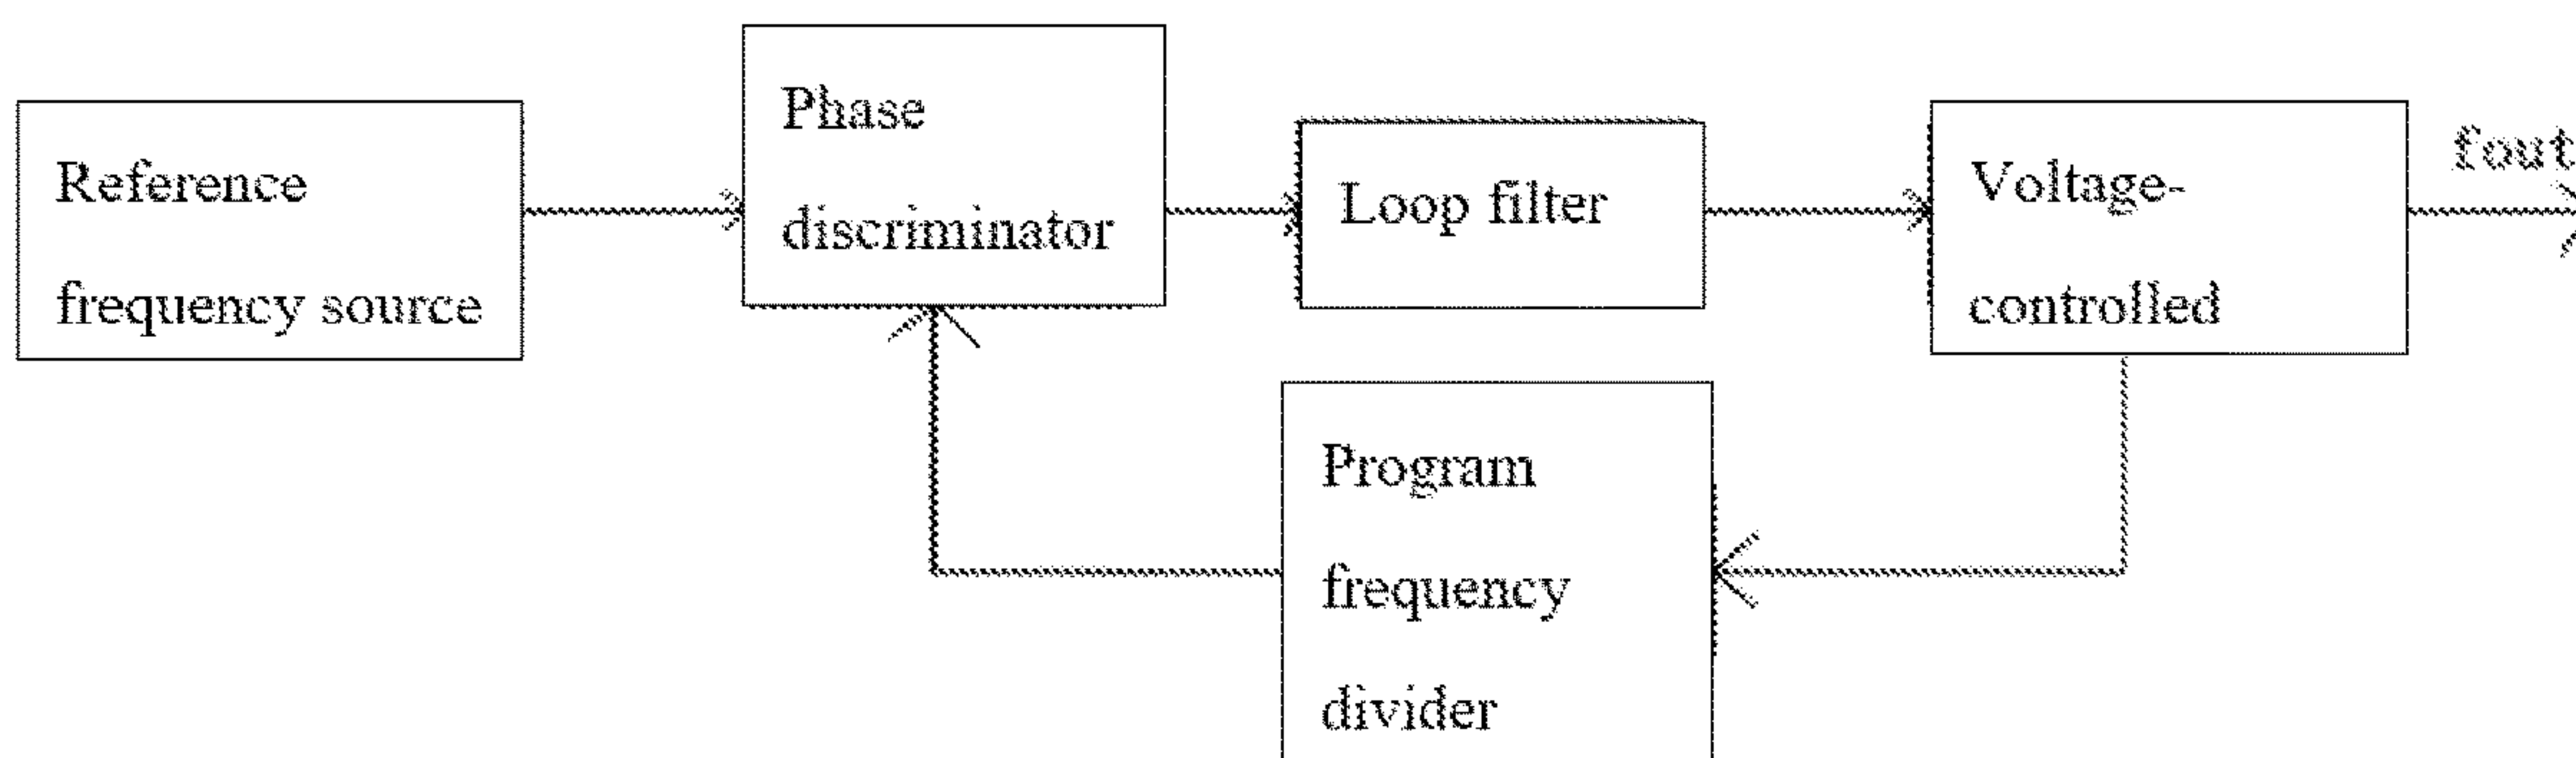 Reference
frequency source
Phase
discriminator
Loop filter
Voltage-
controlled
fout
Program
frequency
divider